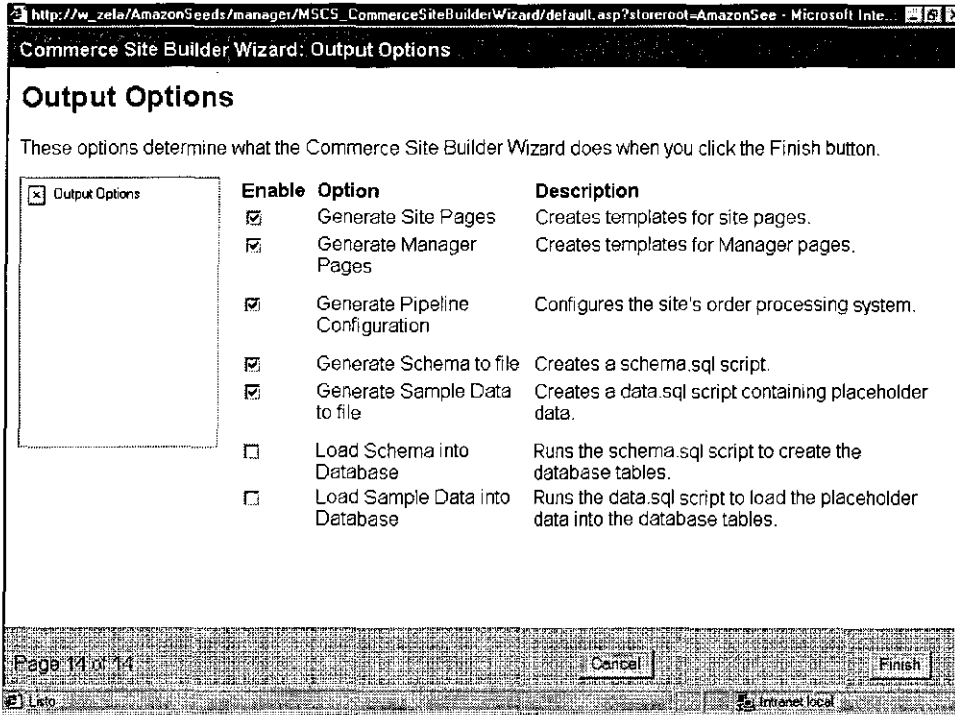 http://w_zela/AmazonSeeds/manager/MSCS_CommerceSiteBuilderWizard/default.asp?storeroot=AmazonSee - Microsoft Inte...
Commerce Site Builder Wizard: Output Options
Output Options
These options determine what the Commerce Site Builder Wizard does when you click the Finish button.
Output Options
Enable Option Description
Generate Site Pages Creates templates for site pages.
Generate Manager Creates templates for Manager pages.
Pages
Generate Pipeline Configures the site's order processing system.
Configuration
Generate Schema to file Creates a schema.sql script.
Generate Sample Data Creates a data.sql script containing placeholder
to file data.
Load Schema into Runs the schema.sql script to create the
Database database tables.
Load Sample Data into Runs the data.sql script to load the placeholder
Database data into the database tables.
Page 14 of 14 Cancel Finish
Listo Intranet local